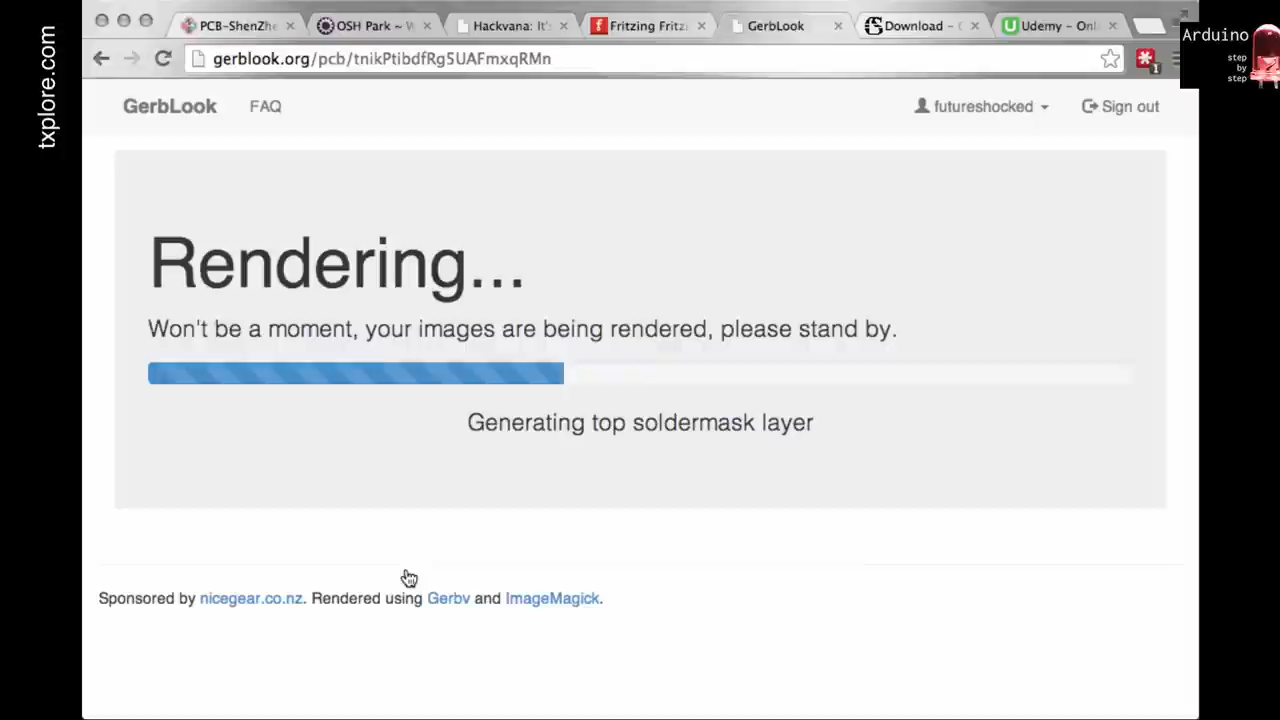 txplore.com
PCB-ShenZhe
OSH Park ~ W
Hackvana: It's
Fritzing Fritz
GerbLook
Download ~
Udemy ~ Onl
gerblook.org/pcb/tnikPtibdfRg5UAFmxqRMn
Arduino
step
by
step
GerbLook
FAQ
futureshocked
Sign out
Rendering...
Won't be a moment, your images are being rendered, please stand by.
Generating top soldermask layer
Sponsored by nicegear.co.nz. Rendered using Gerbv and ImageMagick.